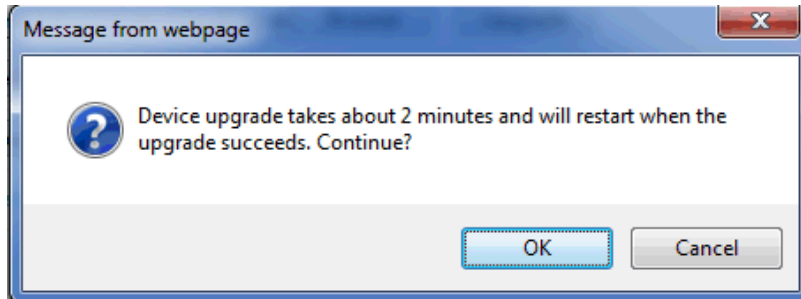 Message from webpage
Device upgrade takes about 2 minutes and will restart when the
upgrade succeeds. Continue?
OK
Cancel